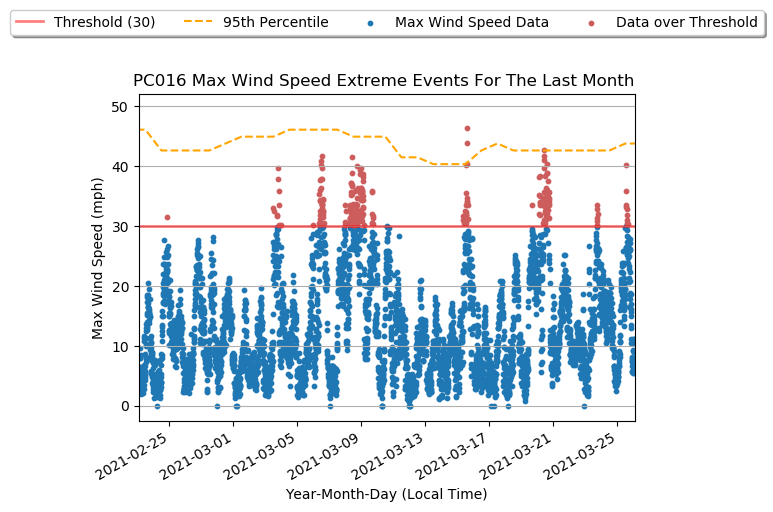 Threshold (30) 95th Percentile Max Wind Speed Data Data over Threshold
PC016 Max Wind Speed Extreme Events For The Last Month
50
40
30
20
10
0
Max Wind Speed (mph)
2021-02-25 2021-03-01 2021-03-05 2021-03-09 2021-03-13 2021-03-17 2021-03-21 2021-03-25
Year-Month-Day (Local Time)